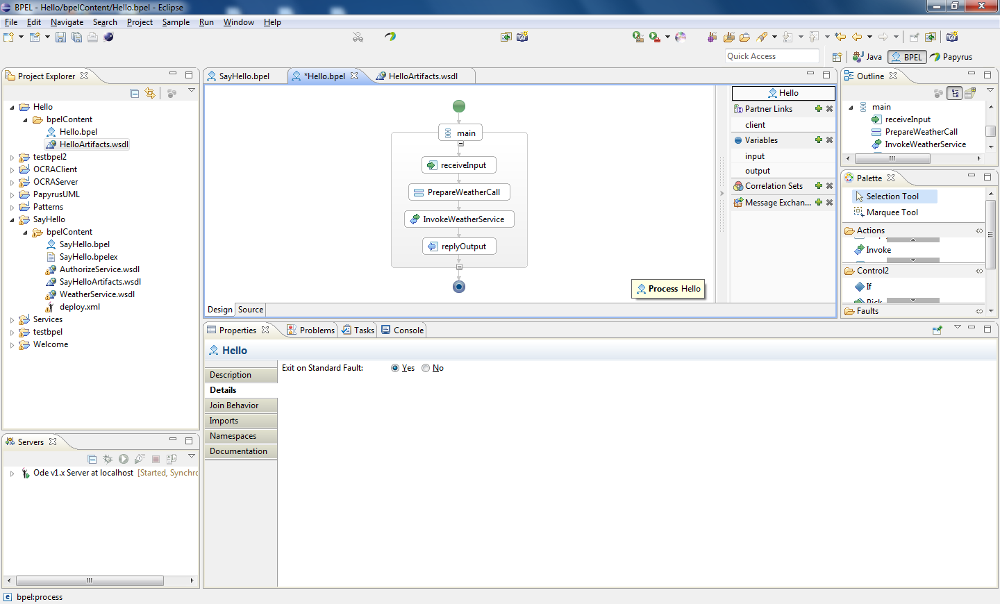 BPEL - Hello/bpelContent/Hello.bpel - Eclipse
File Edit Navigate Search Project Sample Run Window Help
Quick Access
Java BPEL Papyrus
Project Explorer
Hello
bpelContent
Hello.bpel
HelloArtifacts.wsdl
testbpel2
OCRAClient
OCRAServer
PapyrusUML
Patterns
SayHello
bpelContent
SayHello.bpel
SayHello.bpelex
AuthorizeService.wsdl
SayHelloArtifacts.wsdl
WeatherService.wsdl
deploy.xml
Services
testbpel
Welcome
Servers
Ode v1.x Server at localhost [Started, Synchro
SayHello.bpel *Hello.bpel HelloArtifacts.wsdl
main
receiveInput
PrepareWeatherCall
InvokeWeatherService
replyOutput
Process Hello
Hello
Partner Links
client
Variables
input
output
Correlation Sets
Message Exchan...
Design Source
Outline
main
receiveInput
PrepareWeatherCall
InvokeWeatherService
Palette
Selection Tool
Marquee Tool
Actions
Invoke
Control2
If
Pick
Faults
Properties Problems Tasks Console
Hello
Description
Details
Join Behavior
Imports
Namespaces
Documentation
Exit on Standard Fault: Yes No
bpel:process